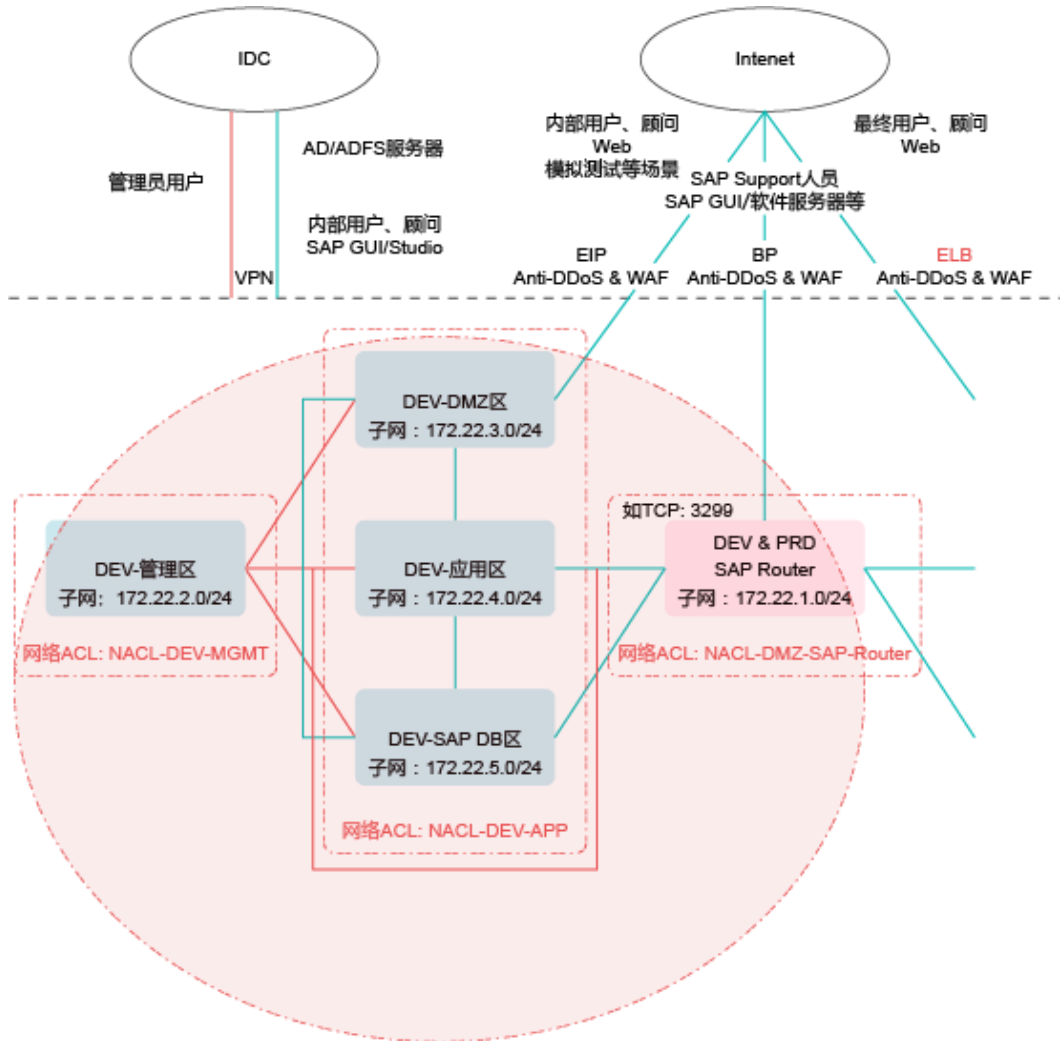 IDC
Intenet
AD/ADFS服务器
管理员用户
内部用户、顾问
SAP GUI/Studio
VPN
内部用户、顾问
Web
模拟测试等场景
最终用户、顾问
Web
SAP Support人员
SAP GUI/软件服务器等
EIP
Anti-DDoS & WAF
BP
Anti-DDoS & WAF
ELB
Anti-DDoS & WAF
DEV-DMZ区
子网：172.22.3.0/24
DEV-管理区
子网；172.22.2.0/24
网络ACL: NACL-DEV-MGMT
DEV-应用区
子网：172.22.4.0/24
如TCP: 3299
DEV & PRD
SAP Router
子网：172.22.1.0/24
网络ACL: NACL-DMZ-SAP-Router
DEV-SAP DB区
子网：172.22.5.0/24
网络ACL: NACL-DEV-APP